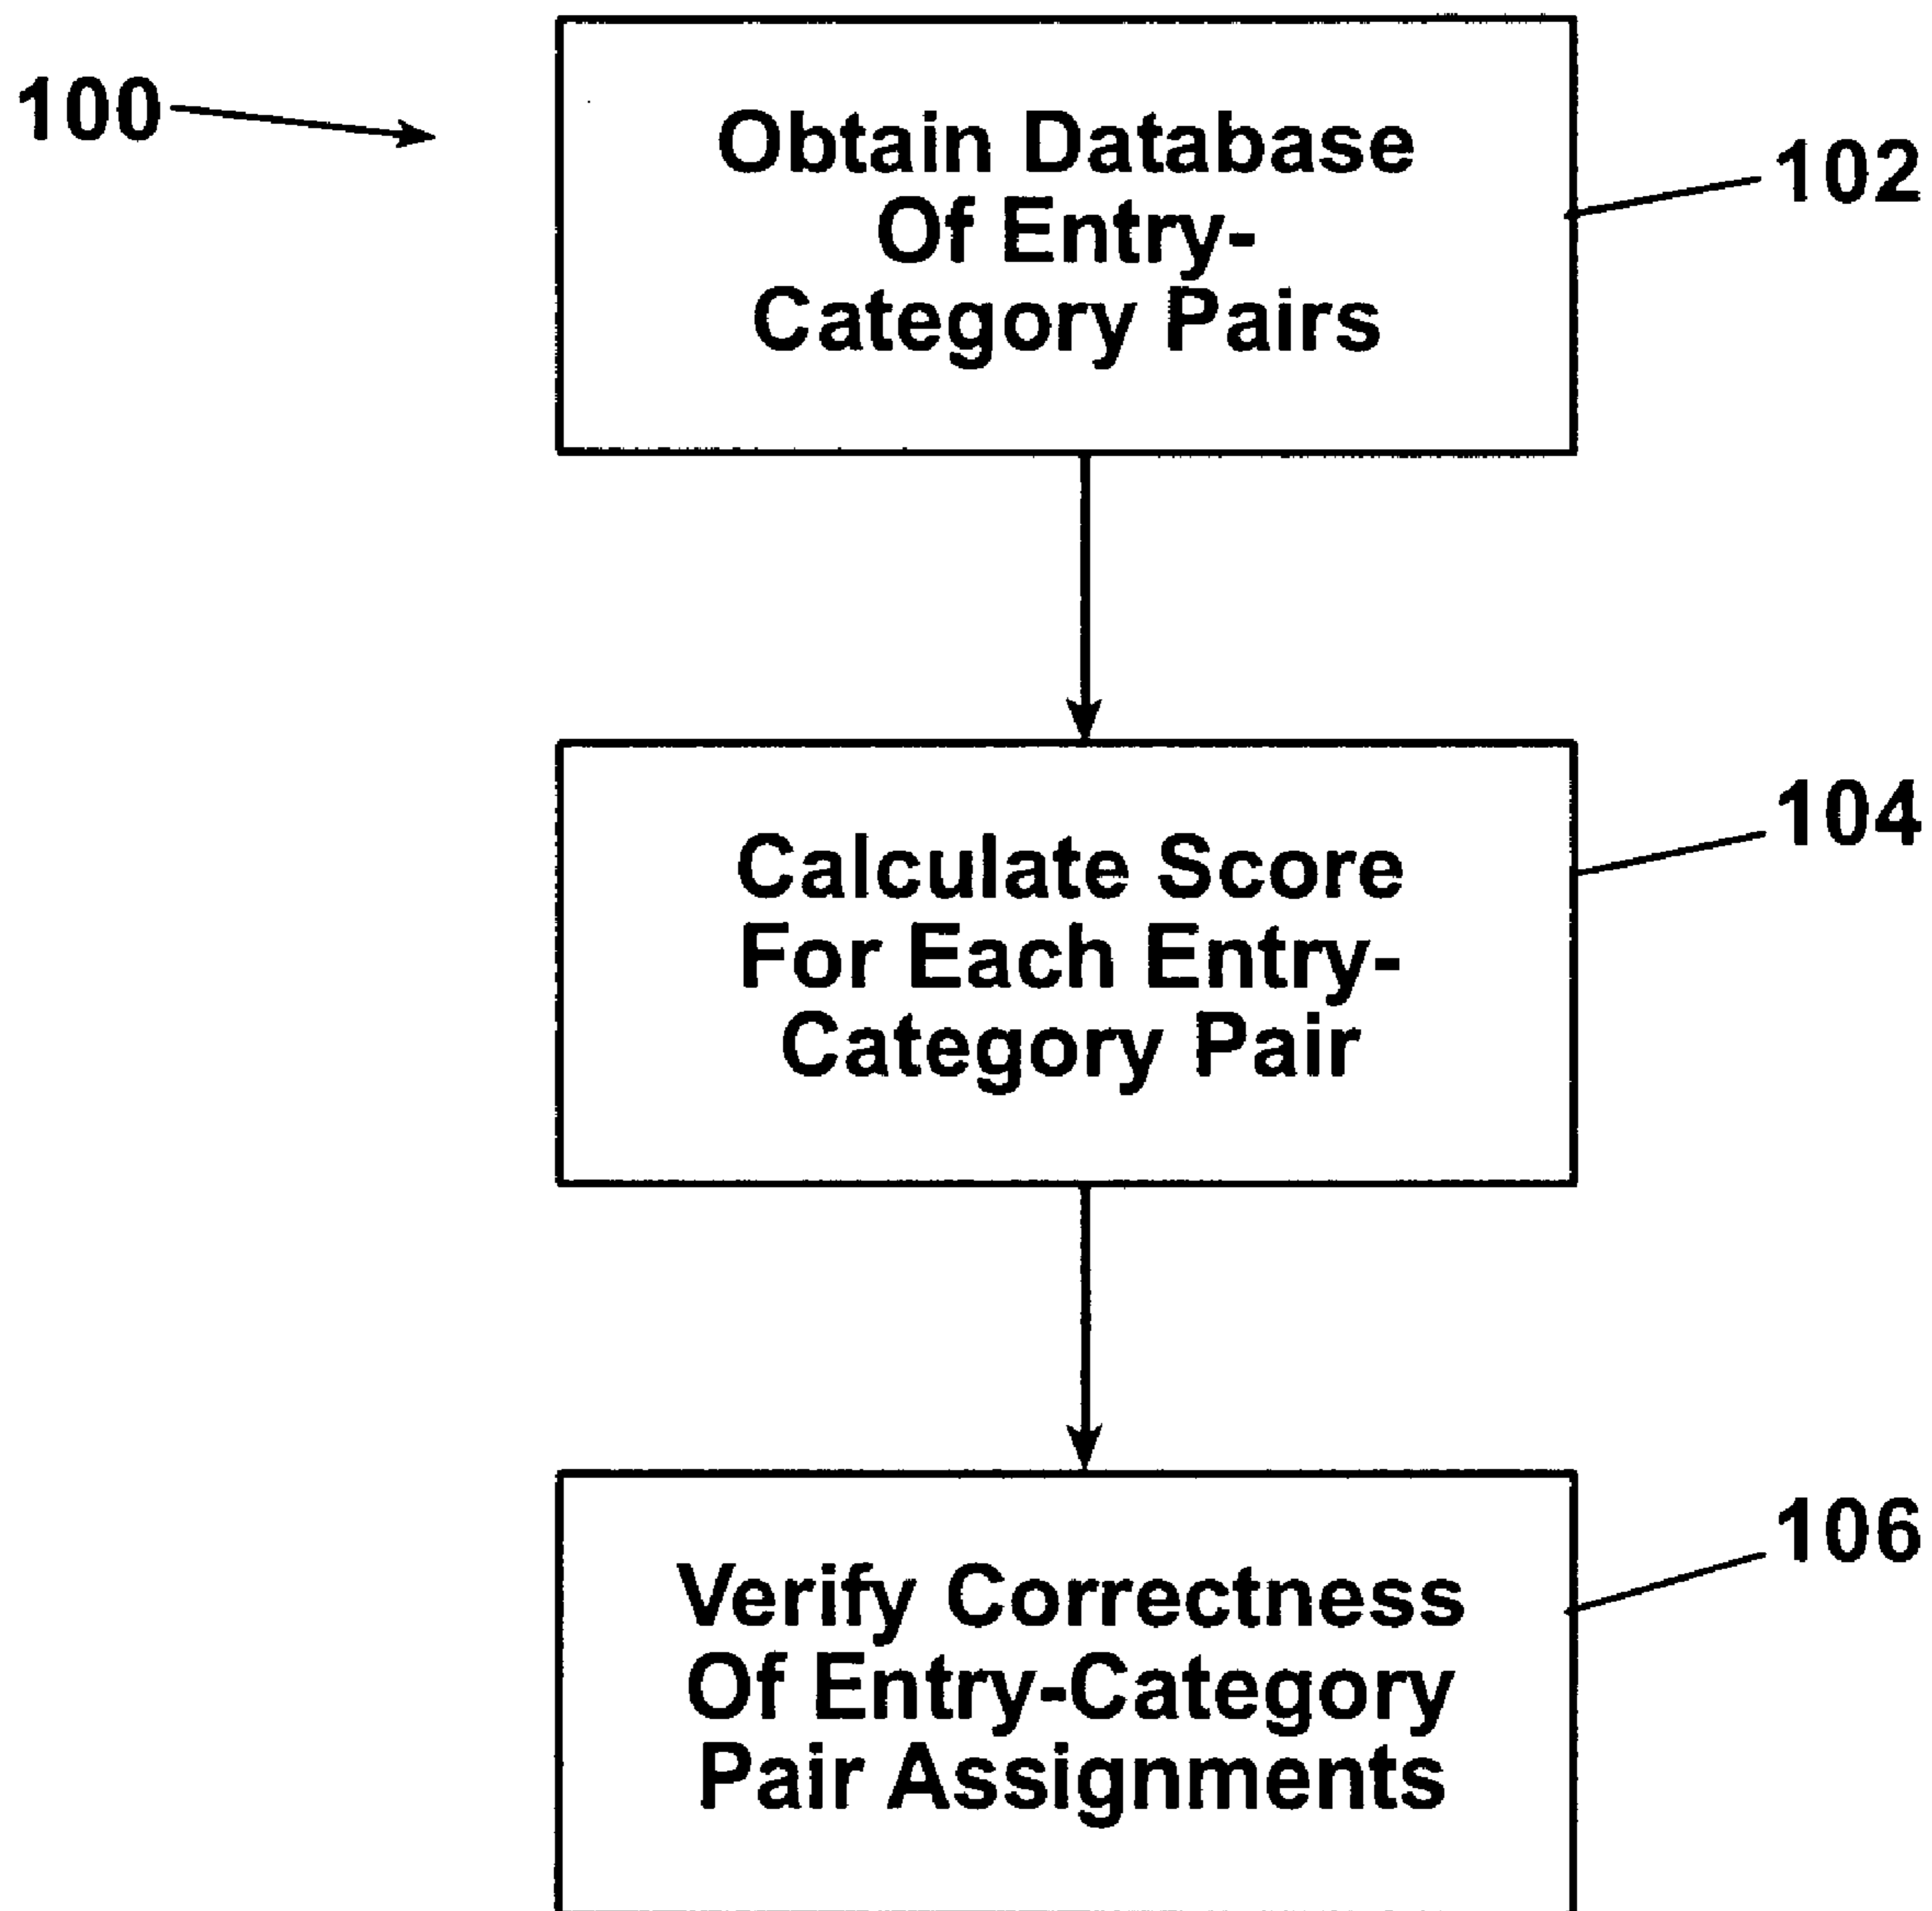 100
Obtain Database
Of Entry-
Category Pairs
102
Calculate Score
For Each Entry-
Category Pair
104
Verify Correctness
Of Entry-Category
Pair Assignments
106